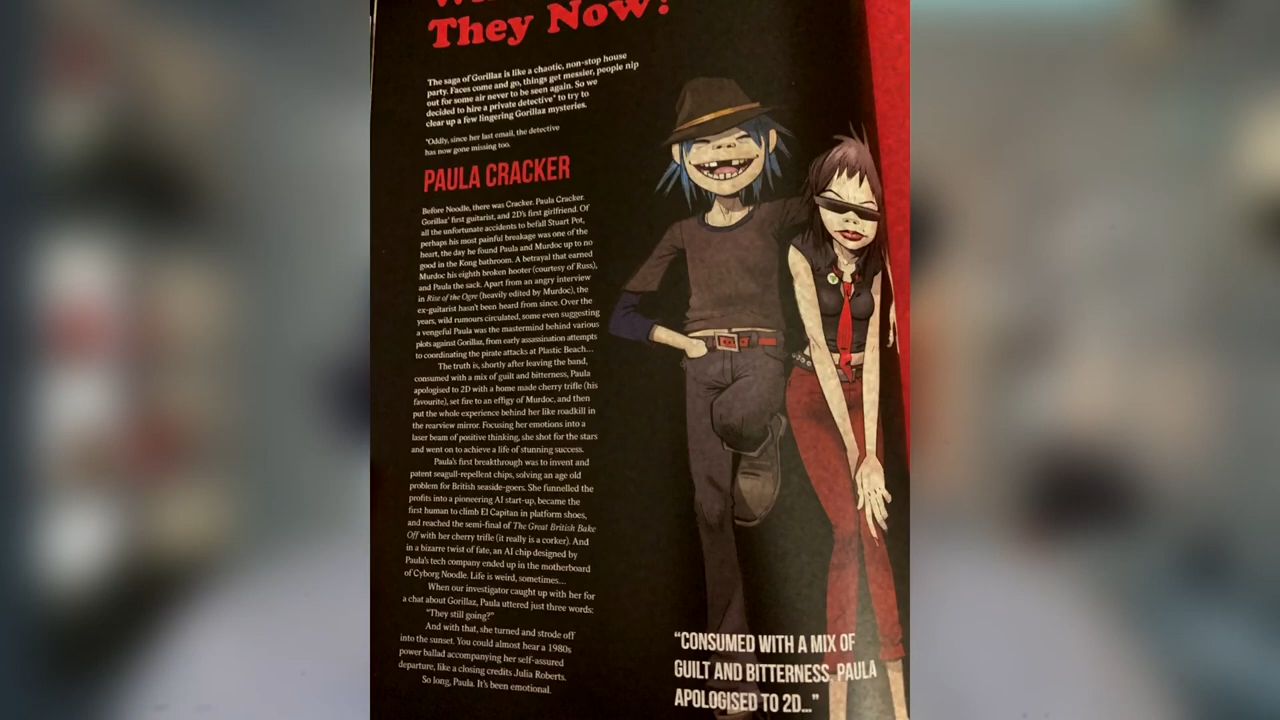 They Now?
The saga of Gorillaz is like a chaotic, non-stop house
party. Faces come and go, things get messier, people nip
out for some air never to be seen again. So we
decided to hire a private detective* to try to
clear up a few lingering Gorillaz mysteries.
*Oddly, since her last email, the detective
has now gone missing too.
PAULA CRACKER
Before Noodle, there was Cracker. Paula Cracker.
Gorillaz' first guitarist, and 2D's first girlfriend. Of
all the unfortunate accidents to befall Stuart Pot,
perhaps his most painful breakage was one of the
heart, the day he found Paula and Murdoc up to no
good in the Kong bathroom. A betrayal that earned
Murdoc his eighth broken hooter (courtesy of Russ),
and Paula the sack. Apart from an angry interview
in Rise of the Ogre (heavily edited by Murdoc), the
ex-guitarist hasn't been heard from since. Over the
years, wild rumours circulated, some even suggesting
a vengeful Paula was the mastermind behind various
plots against Gorillaz, from early assassination attempts
to coordinating the pirate attacks at Plastic Beach...
The truth is, shortly after leaving the band,
consumed with a mix of guilt and bitterness, Paula
apologised to 2D with a home made cherry trifle (his
favourite), set fire to an effigy of Murdoc, and then
put the whole experience behind her like roadkill in
the rearview mirror. Focusing her emotions into a
laser beam of positive thinking, she shot for the stars
and went on to achieve a life of stunning success.
Paula's first breakthrough was to invent and
patent seagull-repellent chips, solving an age old
problem for British seaside-goers. She funnelled the
profits into a pioneering AI start-up, became the
first human to climb El Capitan in platform shoes,
and reached the semi-final of The Great British Bake
Off with her cherry trifle (it really is a corker). And
in a bizarre twist of fate, an AI chip designed by
Paula's tech company ended up in the motherboard
of Cyborg Noodle. Life is weird, sometimes...
When our investigator caught up with her for
a chat about Gorillaz, Paula uttered just three words:
"They still going?"
And with that, she turned and strode off
into the sunset. You could almost hear a 1980s
power ballad accompanying her self-assured
departure, like a closing credits Julia Roberts.
So long, Paula. It's been emotional.
"CONSUMED WITH A MIX OF
GUILT AND BITTERNESS, PAULA
APOLOGISED TO 2D..."